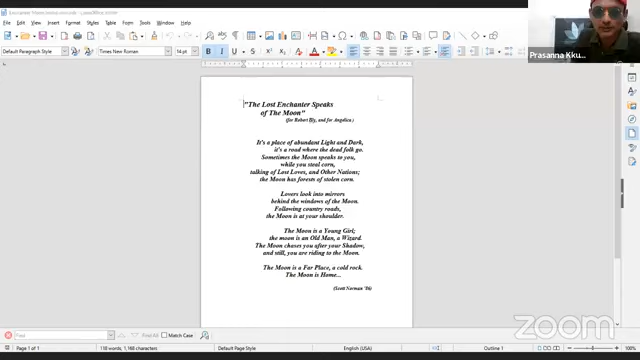 File Edit View Insert Format Styles Table Form Tools Window Help
Default Paragraph Style Times New Roman 14 pt
Prasanna Kku...
"The Lost Enchanter Speaks
of The Moon"
(for Robert Bly, and for Angelica )
It's a place of abundant Light and Dark,
it's a road where the dead folk go.
Sometimes the Moon speaks to you,
while you steal corn,
talking of Lost Loves, and Other Nations;
the Moon has forests of stolen corn.
Lovers look into mirrors
behind the windows of the Moon.
Following country roads,
the Moon is at your shoulder.
The Moon is a Young Girl;
the moon is an Old Man, a Wizard.
The Moon chases you after your Shadow,
and still, you are riding to the Moon.
The Moon is a Far Place, a cold rock.
The Moon is Home...
(Scott Norman '86)
zoom
Find Find All Match Case
Page 1 of 1 118 words, 1,168 characters Default Page Style English (USA) Outline 1 100%